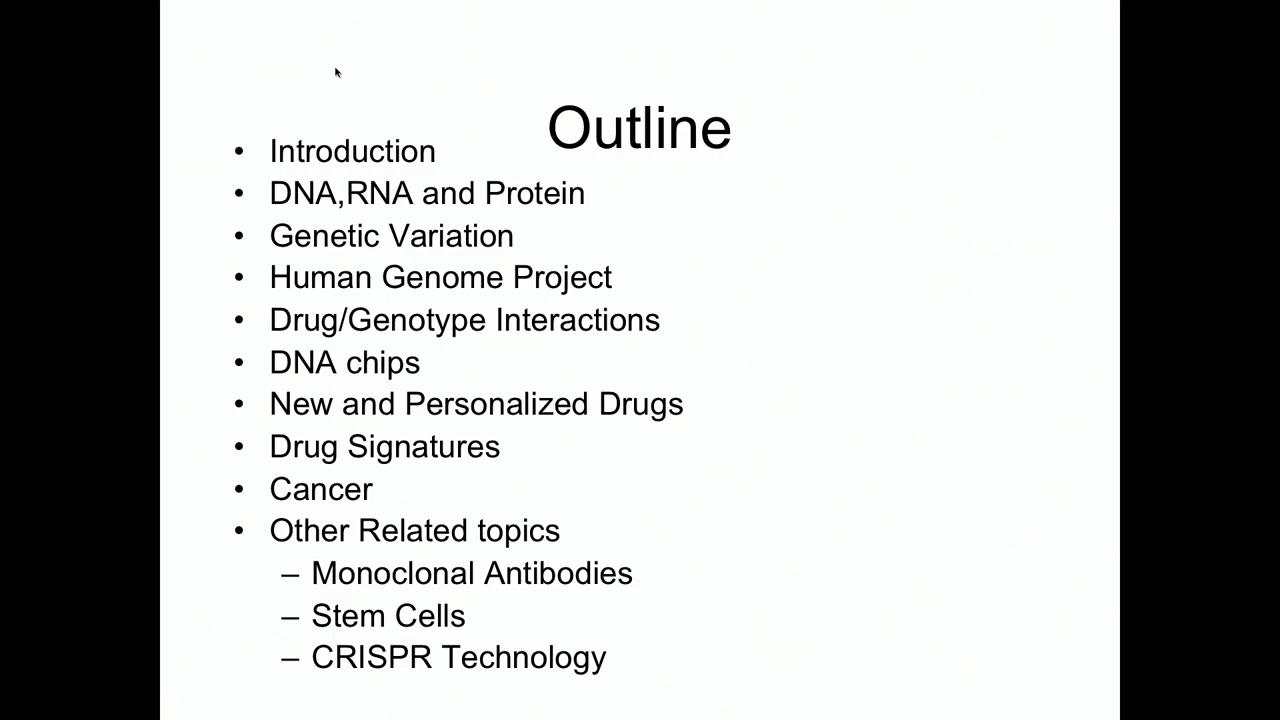 Outline
• Introduction
• DNA,RNA and Protein
• Genetic Variation
• Human Genome Project
• Drug/Genotype Interactions
• DNA chips
• New and Personalized Drugs
• Drug Signatures
• Cancer
• Other Related topics
– Monoclonal Antibodies
– Stem Cells
– CRISPR Technology